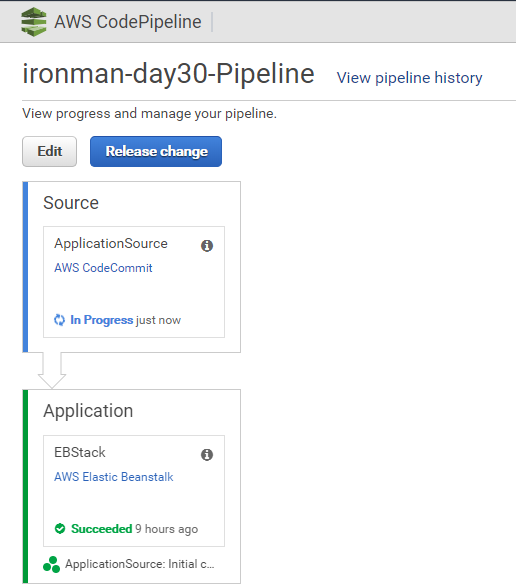 AWS CodePipeline
ironman-day30-Pipeline View pipeline history
View progress and manage your pipeline.
Edit Release change
Source
ApplicationSource
AWS CodeCommit
In Progress just now
Application
EBStack
AWS Elastic Beanstalk
Succeeded 9 hours ago
ApplicationSource: Initial c...